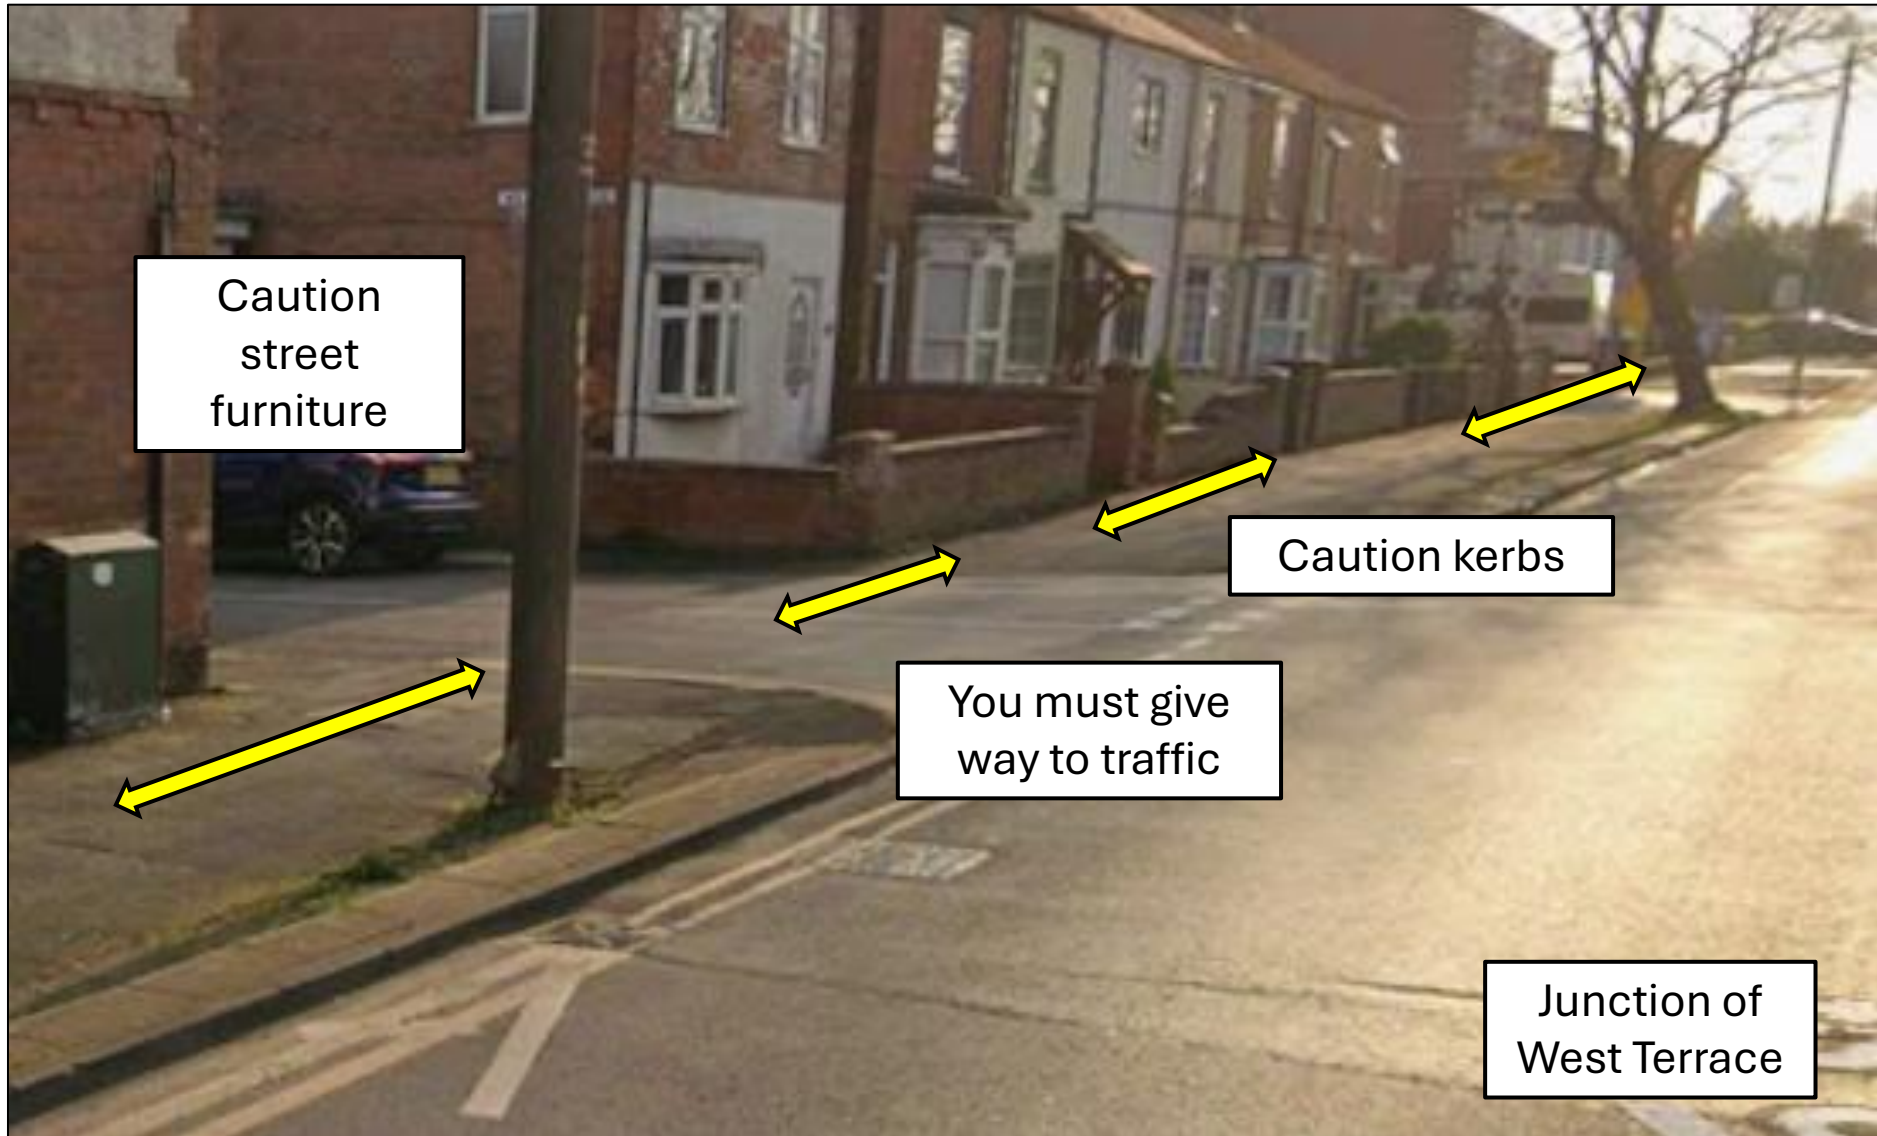 Caution
street
furniture
Caution kerbs
You must give
way to traffic
Junction of
West Terrace